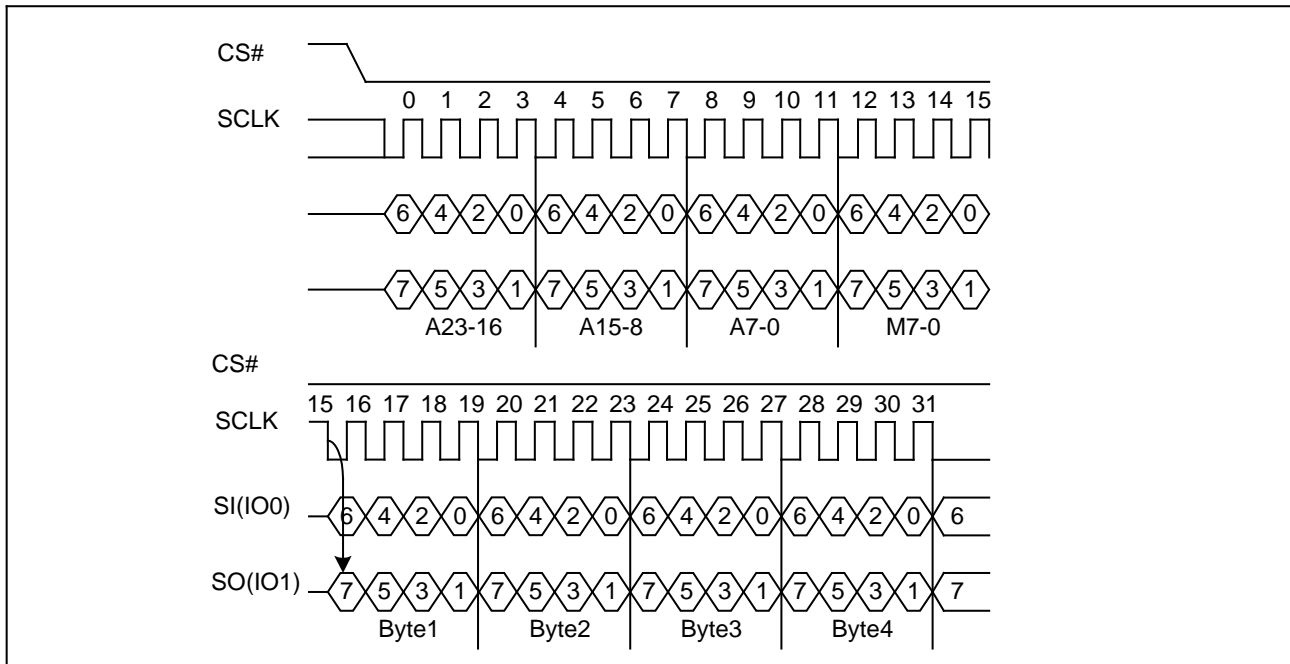 CS#
0 1 2 3 4 5 6 7 8 9 10 11 12 13 14 15
SCLK
6 4 2 0 6 4 2 0 6 4 2 0 6 4 2 0
7 5 3 1 7 5 3 1 7 5 3 1 7 5 3 1
A23-16 A15-8 A7-0 M7-0
CS#
15 16 17 18 19 20 21 22 23 24 25 26 27 28 29 30 31
SCLK
SI(IO0) 6 4 2 0 6 4 2 0 6 4 2 0 6 4 2 0 6
SO(IO1) 7 5 3 1 7 5 3 1 7 5 3 1 7 5 3 1 7
Byte1 Byte2 Byte3 Byte4